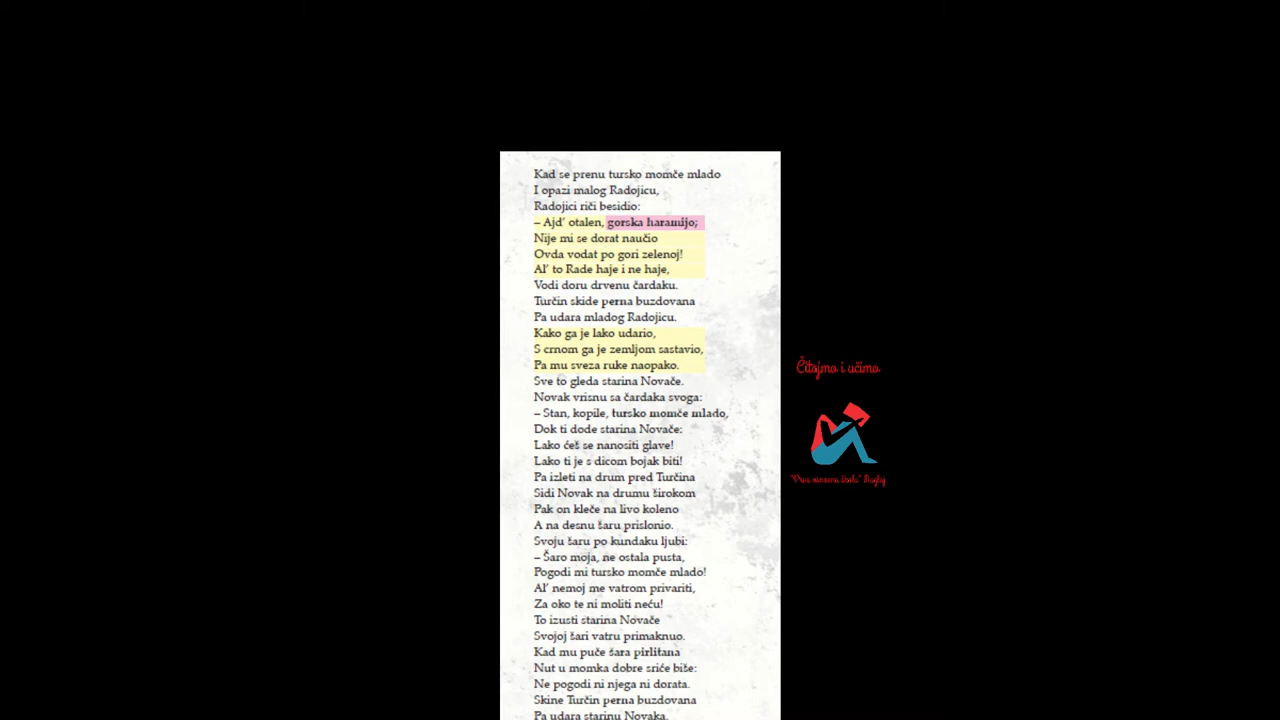 Kad se prenu tursko momče mlado
I opazi malog Radojicu,
Radojici riči besidio:
– Ajd' otalen, gorska haramijo;
Nije mi se dorat naučio
Ovda vodat po gori zelenoj!
Al' to Rade haje i ne haje,
Vodi doru drvenu čardaku.
Turčin skide perna buzdovana
Pa udara mladog Radojicu.
Kako ga je lako udario,
S crnom ga je zemljom sastavio,
Pa mu sveza ruke naopako.
Sve to gleda starina Novače.
Novak vrisnu sa čardaka svoga:
– Stan, kopile, tursko momče mlado,
Dok ti dode starina Novače:
Lako ćeš se nanositi glave!
Lako ti je s dicom bojak biti!
Pa izleti na drum pred Turčina
Sidi Novak na drumu širokom
Pak on kleče na livo koleno
A na desnu šaru prislonio.
Svoju šaru po kundaku ljubi:
– Šaro moja, ne ostala pusta,
Pogodi mi tursko momče mlado!
Al' nemoj me vatrom privariti,
Za oko te ni moliti neću!
To izusti starina Novače
Svojoj šari vatru primaknuo.
Kad mu puče šara pirlitana
Nut u momka dobre sriće biše:
Ne pogodi ni njega ni dorata.
Skine Turčin perna buzdovana
Pa udara starinu Novaka.
Čitajmo i učimo
"Prva osnovna škola" Maglaj